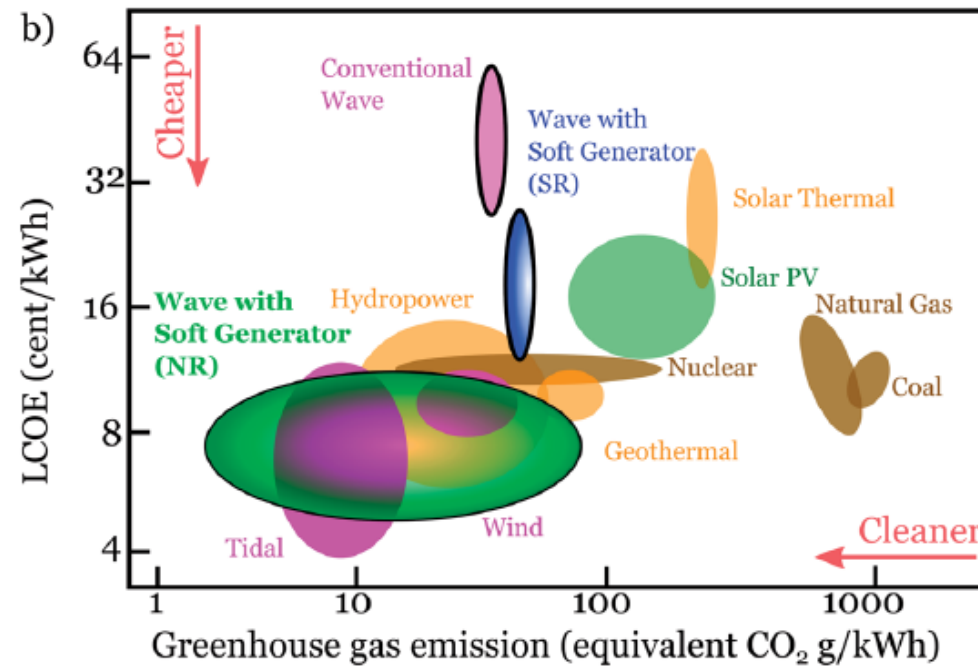 b)
64
32
16
8
4
LCOE (cent/kWh)
Cheaper
Conventional
Wave
Wave with
Soft Generator
(SR)
Solar Thermal
Solar PV
Hydropower
Natural Gas
Wave with
Soft Generator
(NR)
Nuclear
Coal
Geothermal
Wind
Tidal
Cleaner
1
10
100
1000
Greenhouse gas emission (equivalent CO₂ g/kWh)